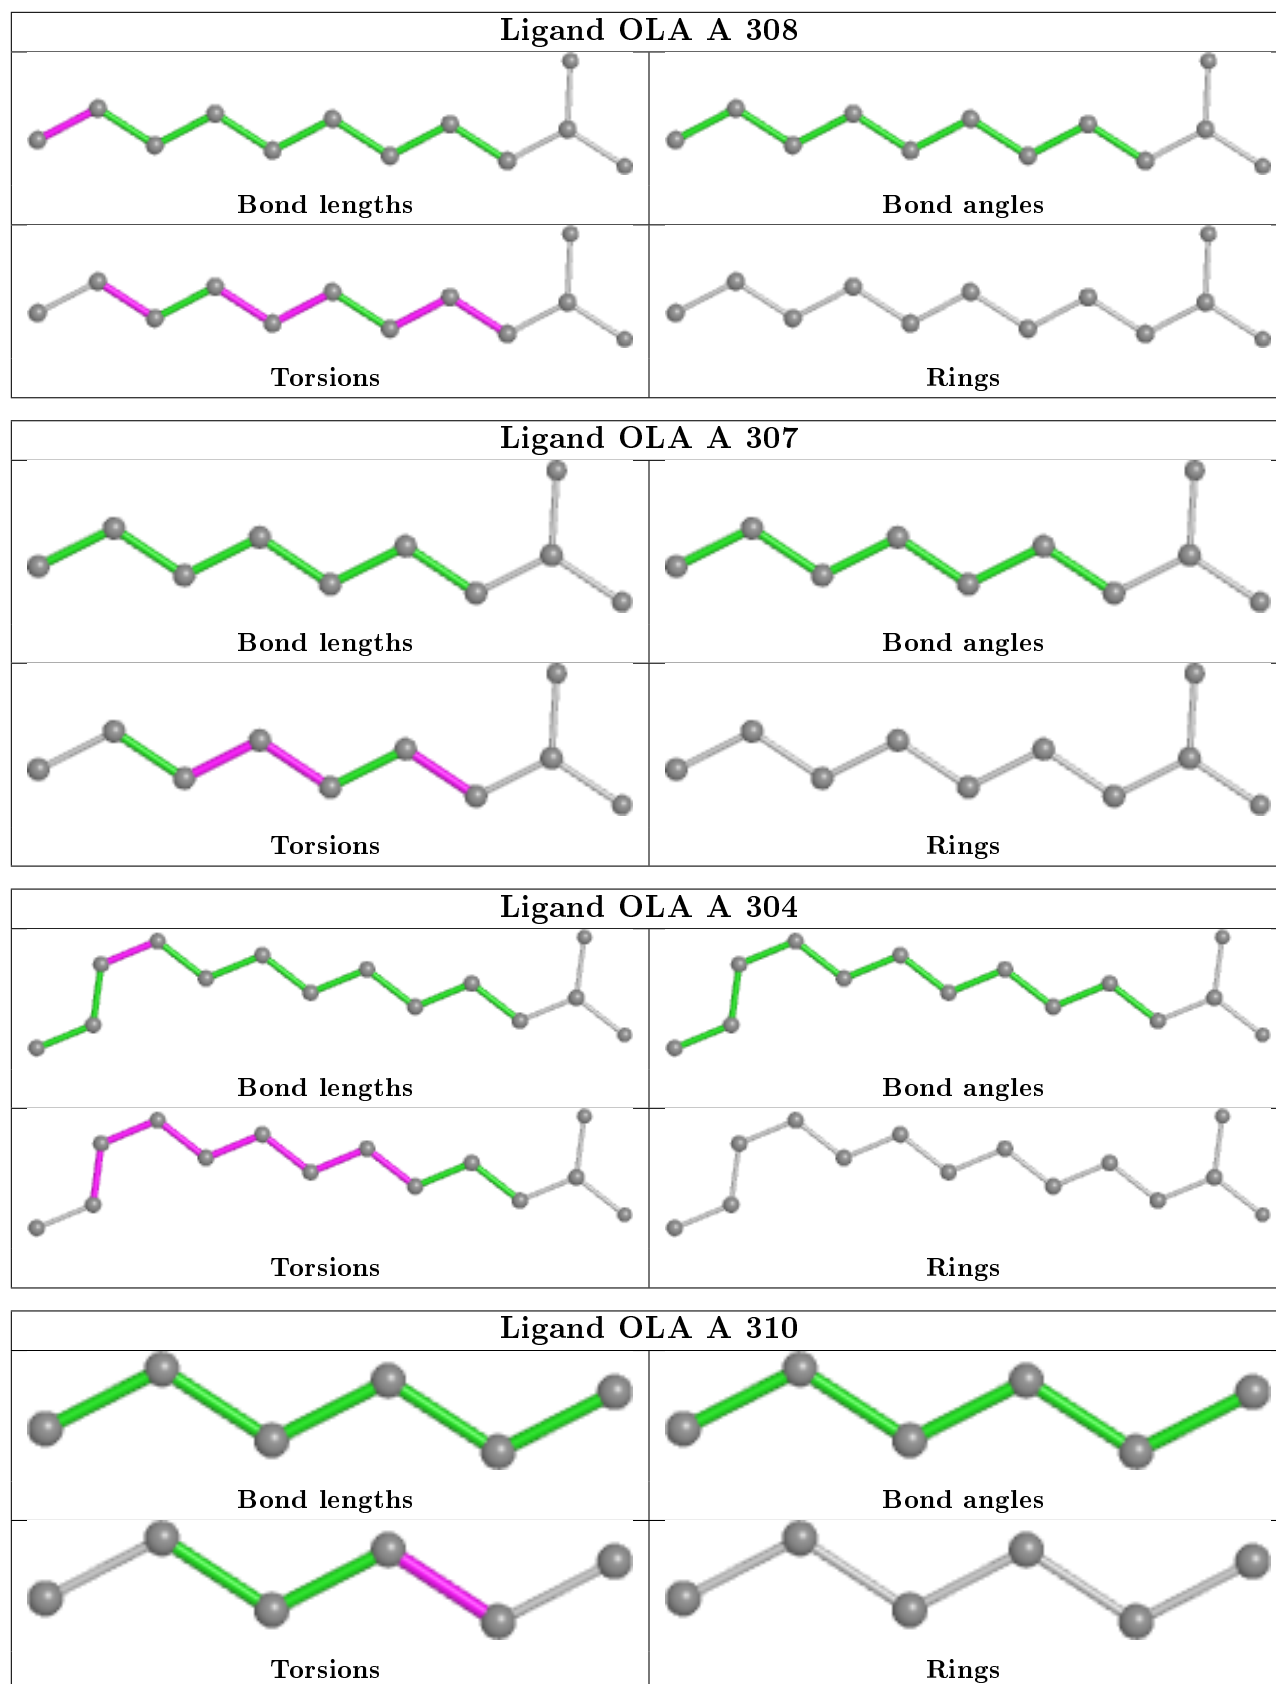 Ligand OLA A 308
Bond lengths
Bond angles
Torsions
Rings
Ligand OLA A 307
Bond lengths
Bond angles
Torsions
Rings
Ligand OLA A 304
Bond lengths
Bond angles
Torsions
Rings
Ligand OLA A 310
Bond lengths
Bond angles
Torsions
Rings